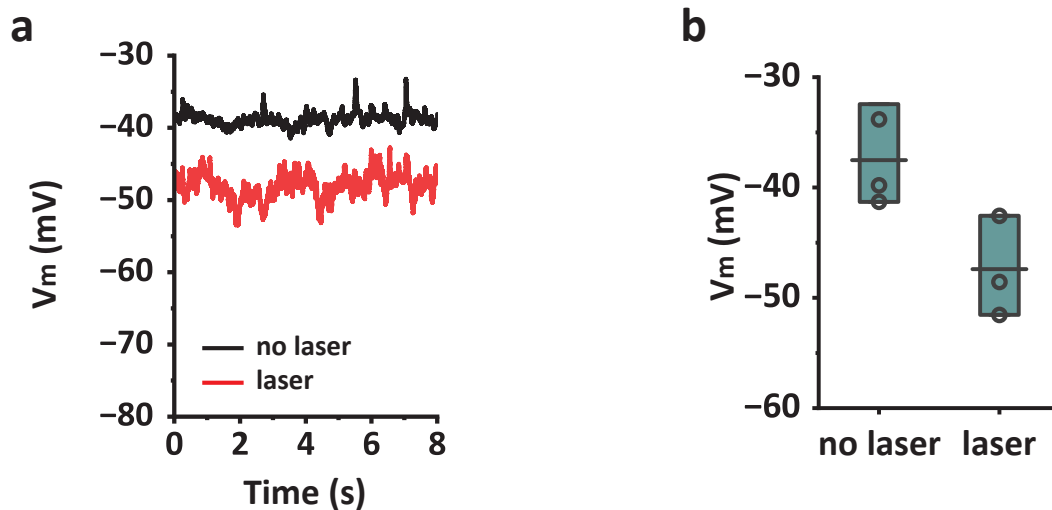 a
−30
−40
−50
−60
−70
−80
Vm (mV)
no laser
laser
0 2 4 6 8
Time (s)
b
−30
−40
−50
−60
Vm (mV)
no laser laser